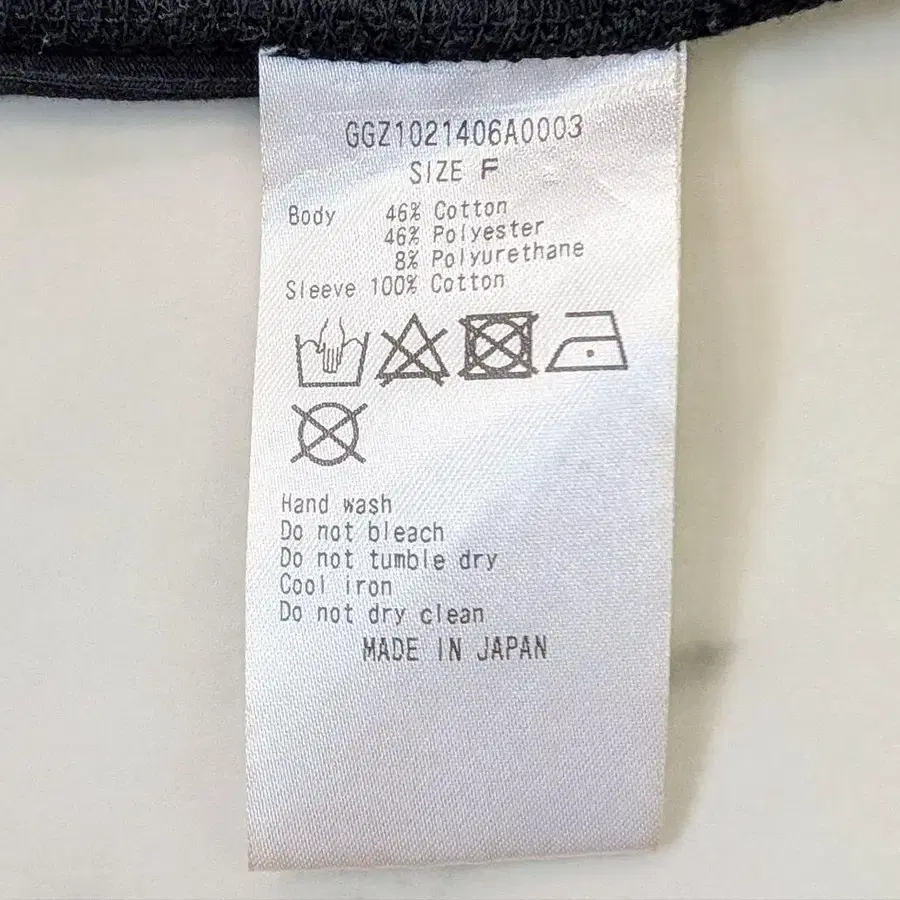 GGZ1021406A0003
SIZE F
Body 46% Cotton
46% Polyester
8% Polyurethane
Sleeve 100% Cotton
Hand wash
Do not bleach
Do not tumble dry
Cool iron
Do not dry clean
MADE IN JAPAN